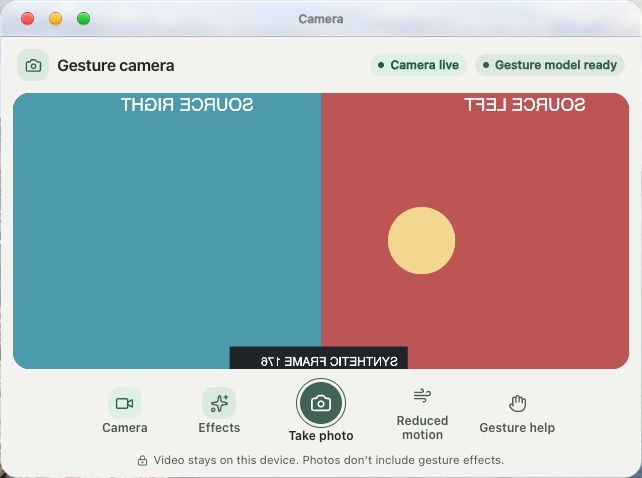 Camera
Gesture camera
Camera live
Gesture model ready
SOURCE RIGHT
SOURCE LEFT
SYNTHETIC FRAME 176
Camera
Effects
Take photo
Reduced
motion
Gesture help
Video stays on this device. Photos don't include gesture effects.